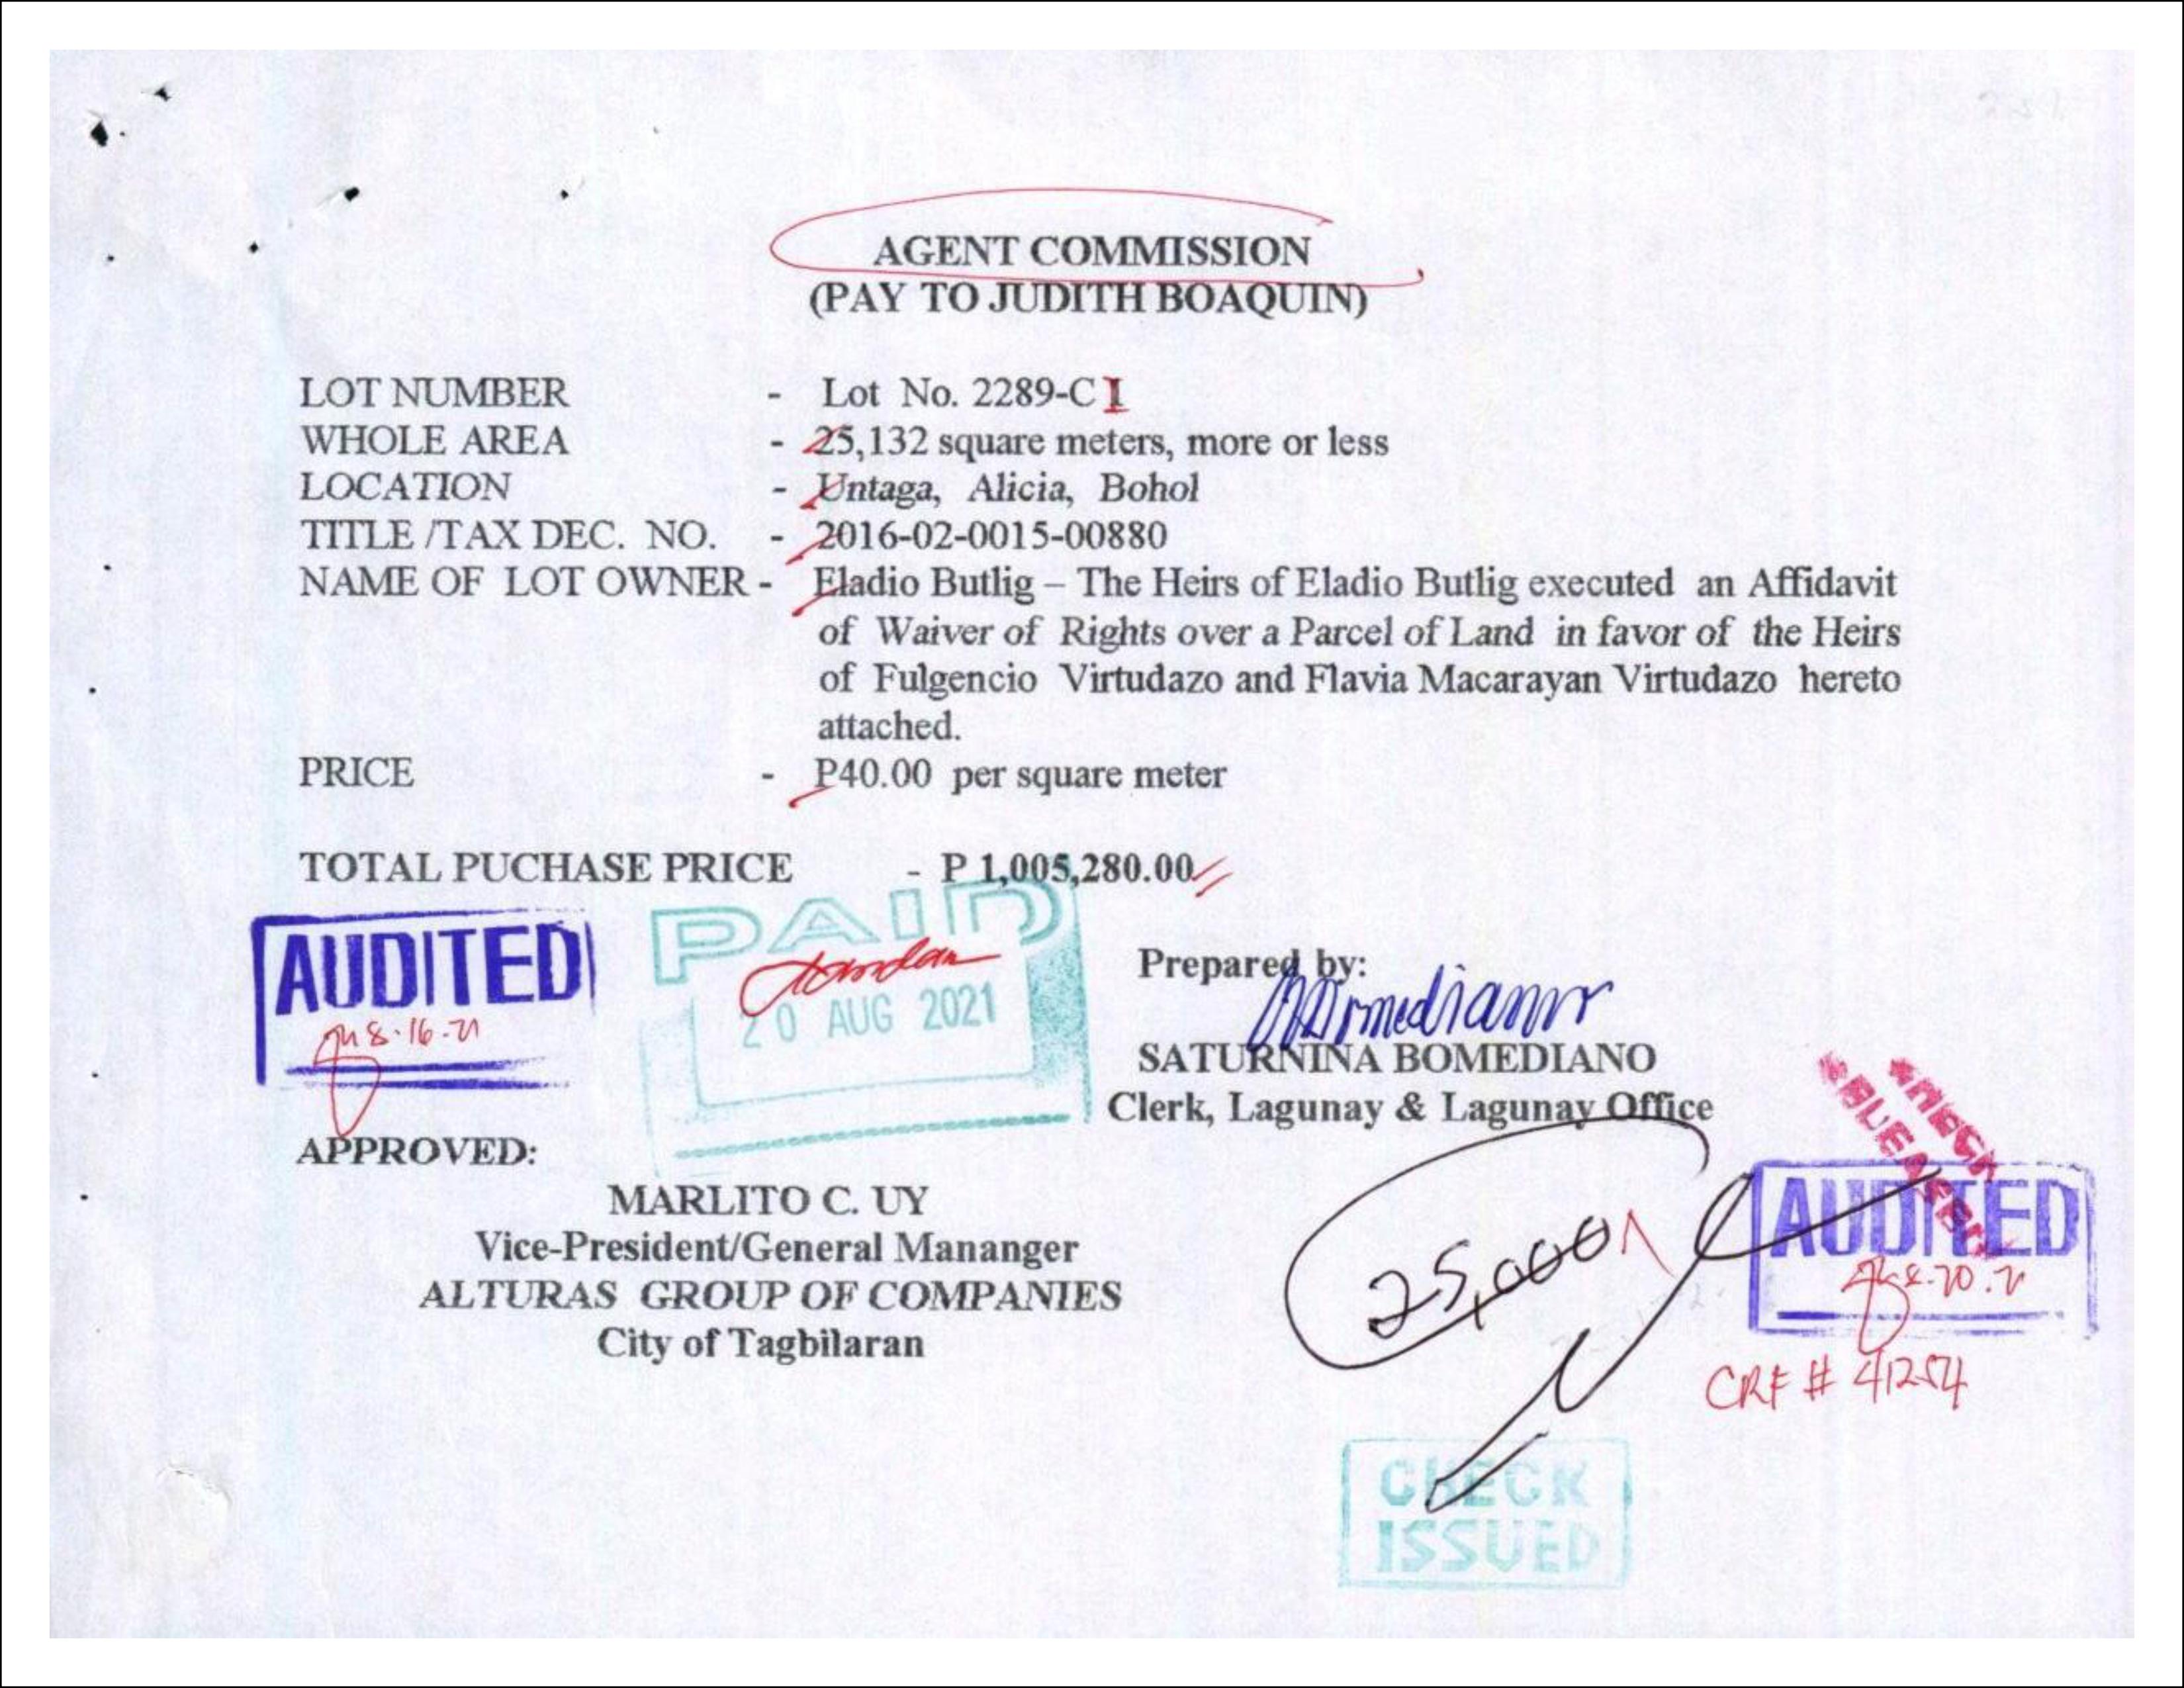 AGENT COMMISSION
(PAY TO JUDITH BOAQUIN)
LOT NUMBER - Lot No. 2289-C I
WHOLE AREA - 25,132 square meters, more or less
LOCATION - Untaga, Alicia, Bohol
TITLE /TAX DEC. NO. - 2016-02-0015-00880
NAME OF LOT OWNER - Eladio Butlig – The Heirs of Eladio Butlig executed an Affidavit
of Waiver of Rights over a Parcel of Land in favor of the Heirs
of Fulgencio Virtudazo and Flavia Macarayan Virtudazo hereto
attached.
PRICE - P40.00 per square meter
TOTAL PUCHASE PRICE - P 1,005,280.00
AUDITED
8-16-21
PAID
20 AUG 2021
Prepared by:
SATURNINA BOMEDIANO
Clerk, Lagunay & Lagunay Office
APPROVED:
MARLITO C. UY
Vice-President/General Mananger
ALTURAS GROUP OF COMPANIES
City of Tagbilaran
25,000
CHECK
RELEASED
AUDITED
8-20-21
CRF # 41254
CHECK
ISSUED